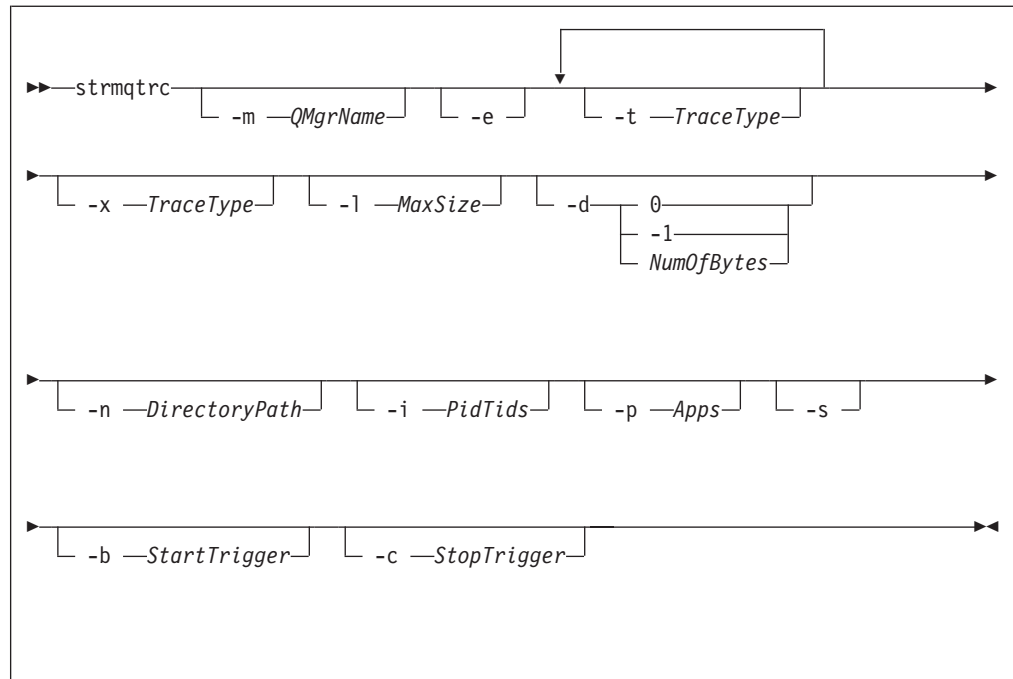 strmqtrc -m QMgrName -e -t TraceType
-x TraceType -l MaxSize -d 0
-1
NumOfBytes
-n DirectoryPath -i PidTids -p Apps -s
-b StartTrigger -c StopTrigger